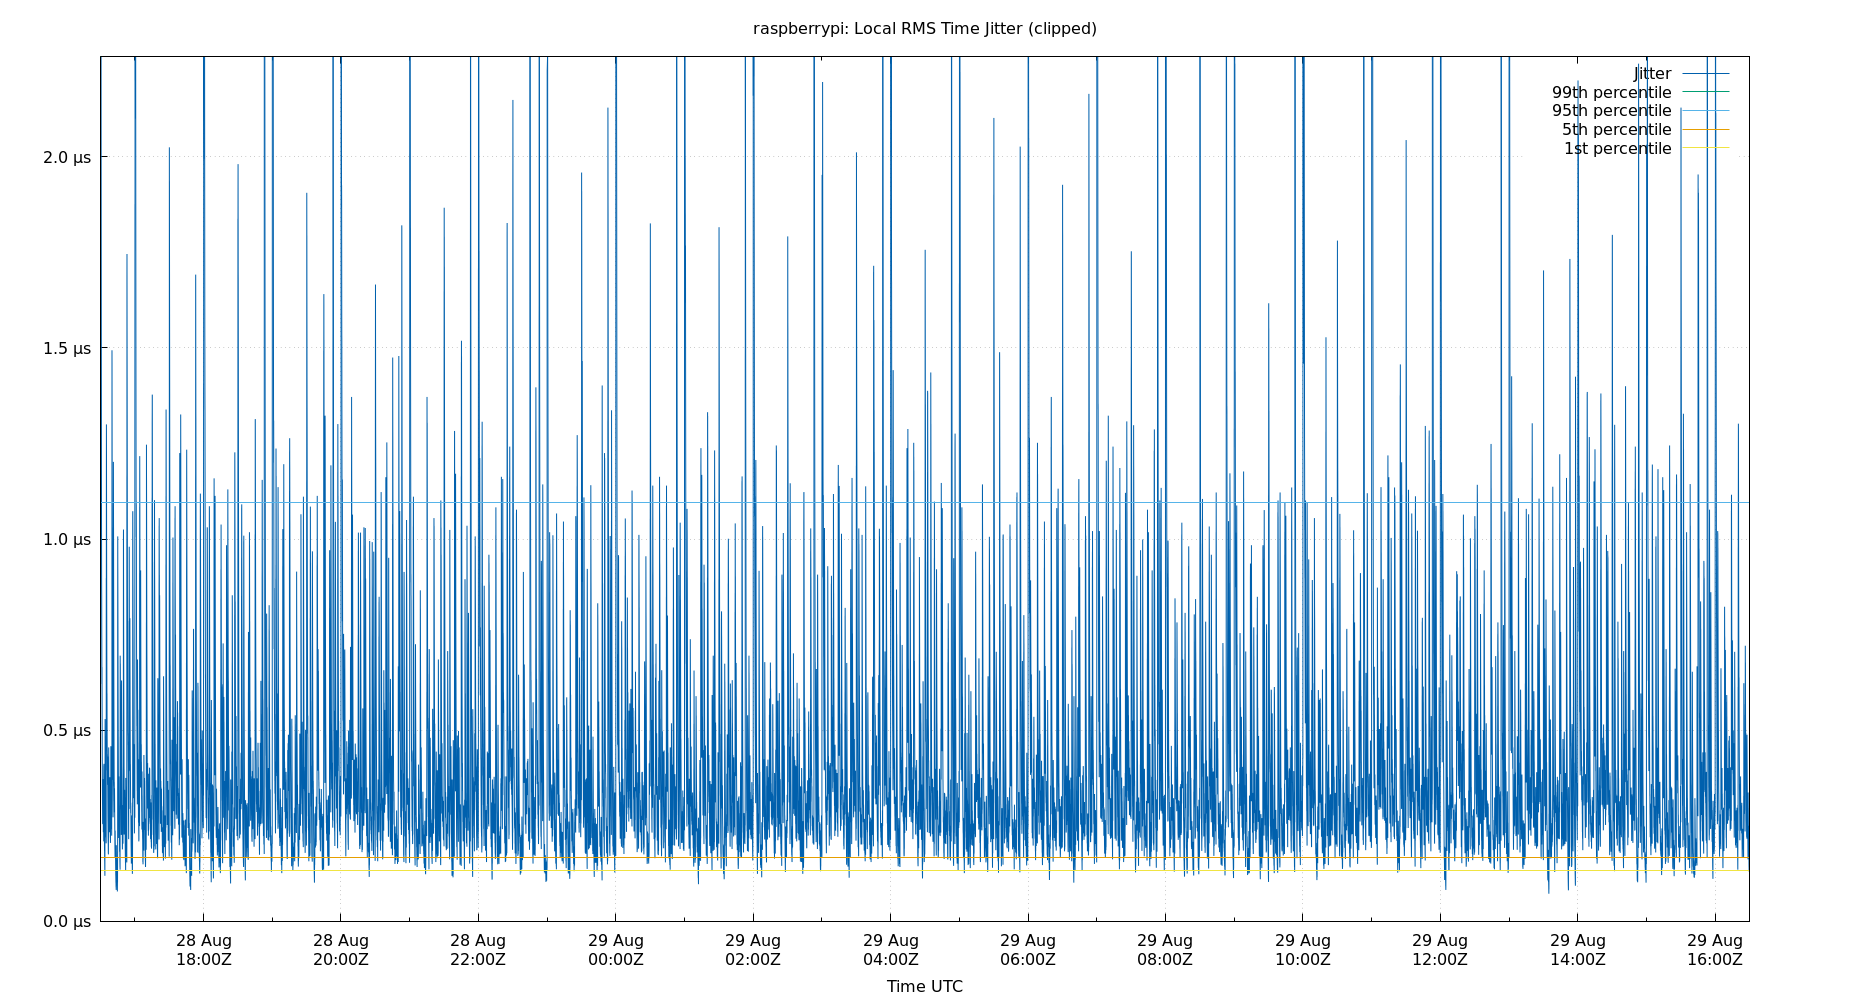 raspberrypi: Local RMS Time Jitter (clipped)
Jitter
99th percentile
95th percentile
5th percentile
1st percentile
2.0 µs
1.5 µs
1.0 µs
0.5 µs
0.0 µs
28 Aug 28 Aug 28 Aug 29 Aug 29 Aug 29 Aug 29 Aug 29 Aug 29 Aug 29 Aug 29 Aug 29 Aug
18:00Z 20:00Z 22:00Z 00:00Z 02:00Z 04:00Z 06:00Z 08:00Z 10:00Z 12:00Z 14:00Z 16:00Z
Time UTC